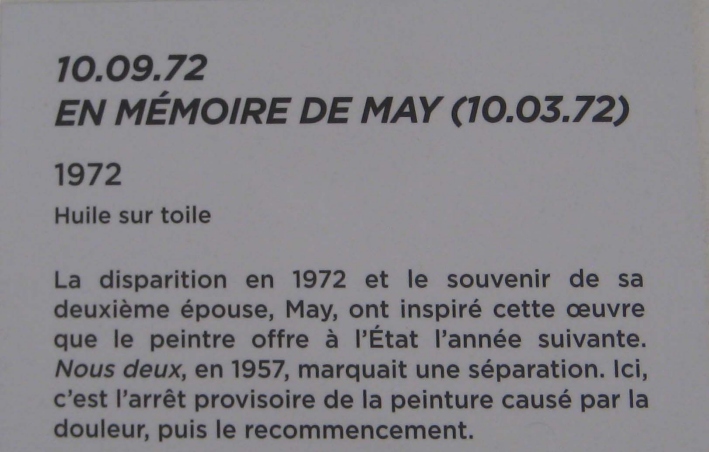 10.09.72
EN MÉMOIRE DE MAY (10.03.72)
1972
Huile sur toile
La disparition en 1972 et le souvenir de sa
deuxième épouse, May, ont inspiré cette œuvre
que le peintre offre à l'État l'année suivante.
Nous deux, en 1957, marquait une séparation. Ici,
c'est l'arrêt provisoire de la peinture causé par la
douleur, puis le recommencement.